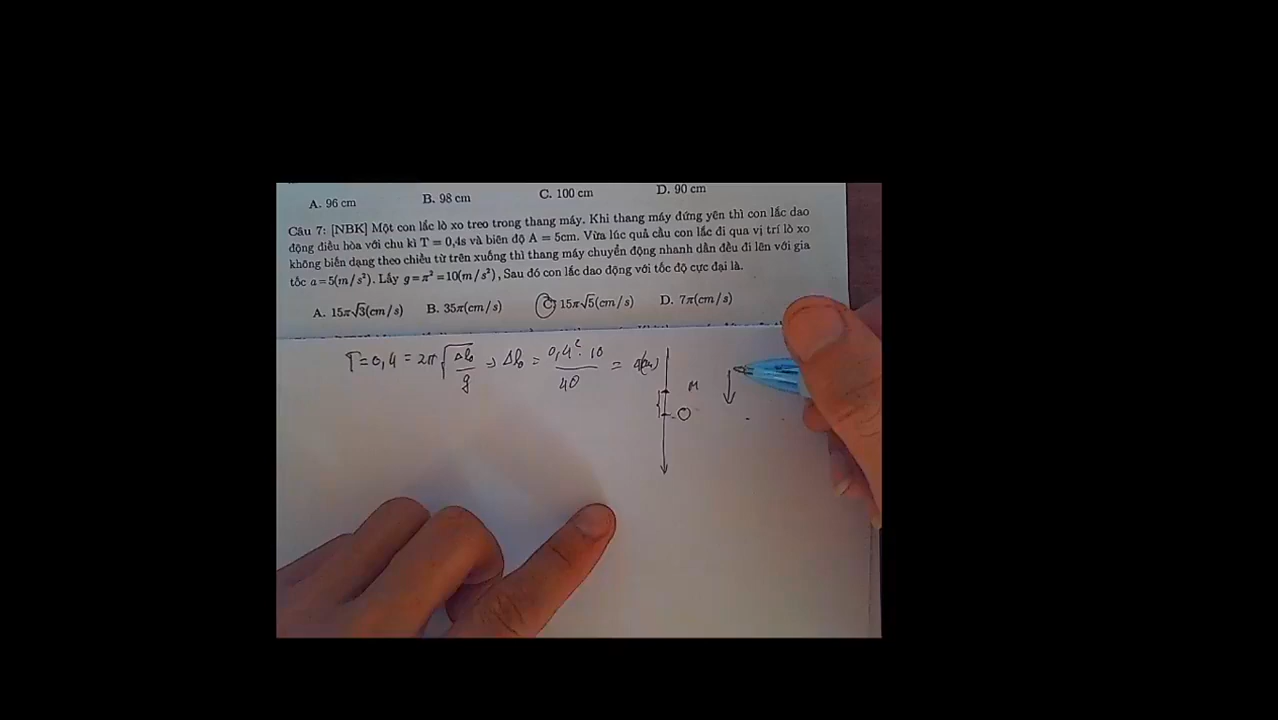 A. 96 cm B. 98 cm C. 100 cm D. 90 cm
Câu 7: [NBK] Một con lắc lò xo treo trong thang máy. Khi thang máy đứng yên thì con lắc dao
động điều hòa với chu kì T = 0,4s và biên độ A = 5cm. Vừa lúc quả cầu con lắc đi qua vị trí lò xo
không biến dạng theo chiều từ trên xuống thì thang máy chuyển động nhanh dần đều đi lên với gia
tốc a = 5(m/s²). Lấy g = π² = 10(m/s²), Sau đó con lắc dao động với tốc độ cực đại là.
A. 15π√3(cm/s) B. 35π(cm/s) C. 15π√5(cm/s) D. 7π(cm/s)
T = 0,4 = 2π√(Δl₀/g) ⇒ Δl₀ = 0,4².10/40 = 4(cm)
M
O